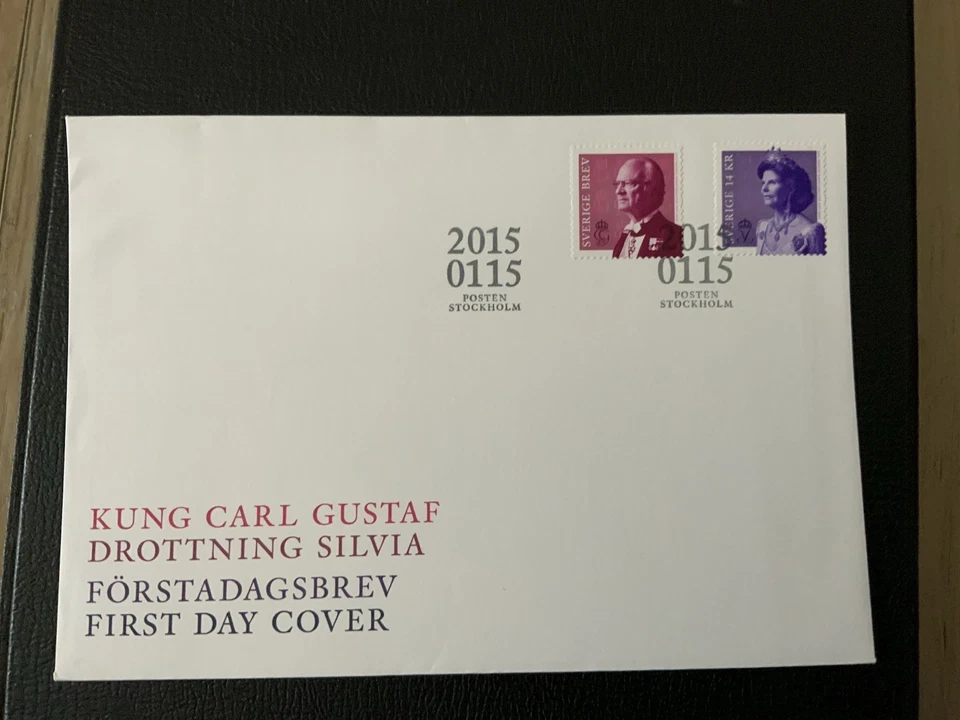 SVERIGE BREV
SVERIGE 14 KR
2015
0115
POSTEN
STOCKHOLM
2015
0115
POSTEN
STOCKHOLM
KUNG CARL GUSTAF
DROTTNING SILVIA
FÖRSTADAGSBREV
FIRST DAY COVER